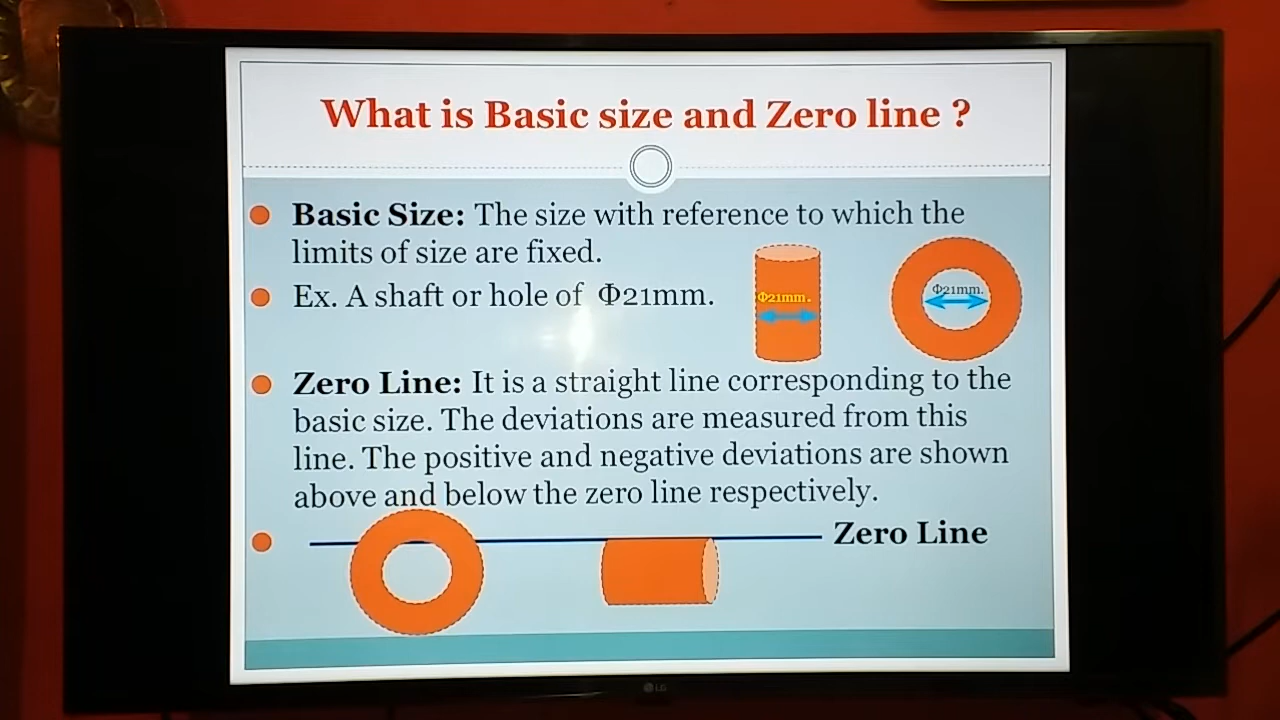 What is Basic size and Zero line ?
Basic Size: The size with reference to which the
limits of size are fixed.
Ex. A shaft or hole of Φ21mm.
Φ21mm.
Φ21mm.
Zero Line: It is a straight line corresponding to the
basic size. The deviations are measured from this
line. The positive and negative deviations are shown
above and below the zero line respectively.
Zero Line
LG